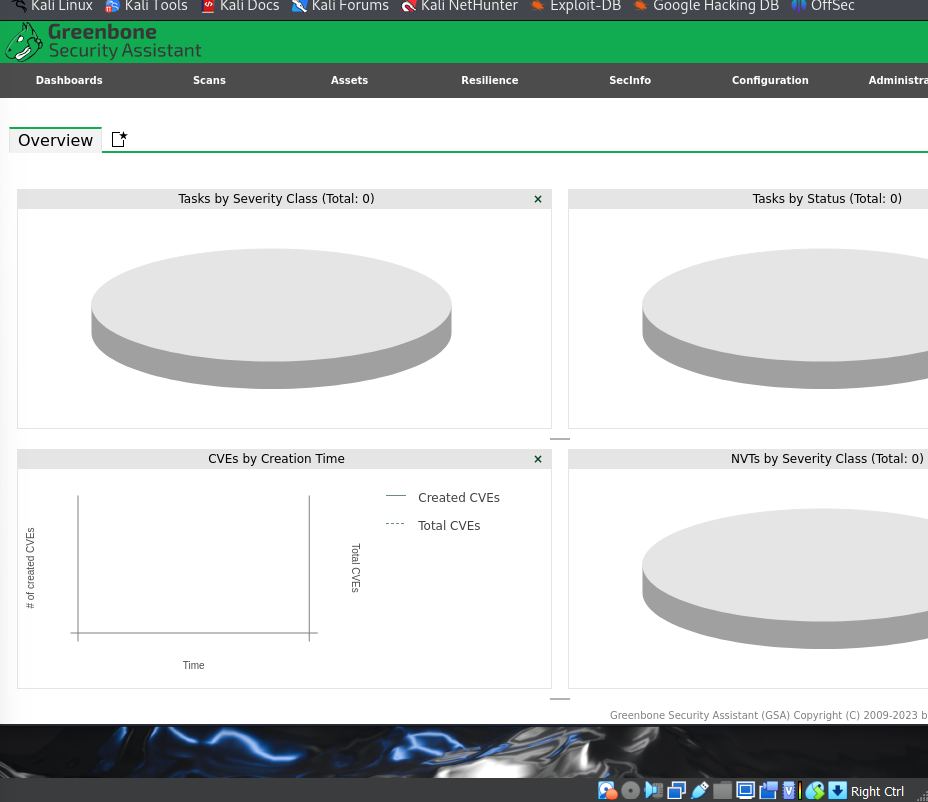 Kali Linux Kali Tools Kali Docs Kali Forums Kali NetHunter Exploit-DB Google Hacking DB OffSec
Greenbone
Security Assistant
Dashboards Scans Assets Resilience SecInfo Configuration Administra
Overview
Tasks by Severity Class (Total: 0) ×
Tasks by Status (Total: 0)
CVEs by Creation Time ×
# of created CVEs
Total CVEs
Created CVEs
Total CVEs
Time
NVTs by Severity Class (Total: 0)
Greenbone Security Assistant (GSA) Copyright (C) 2009-2023 b
Right Ctrl